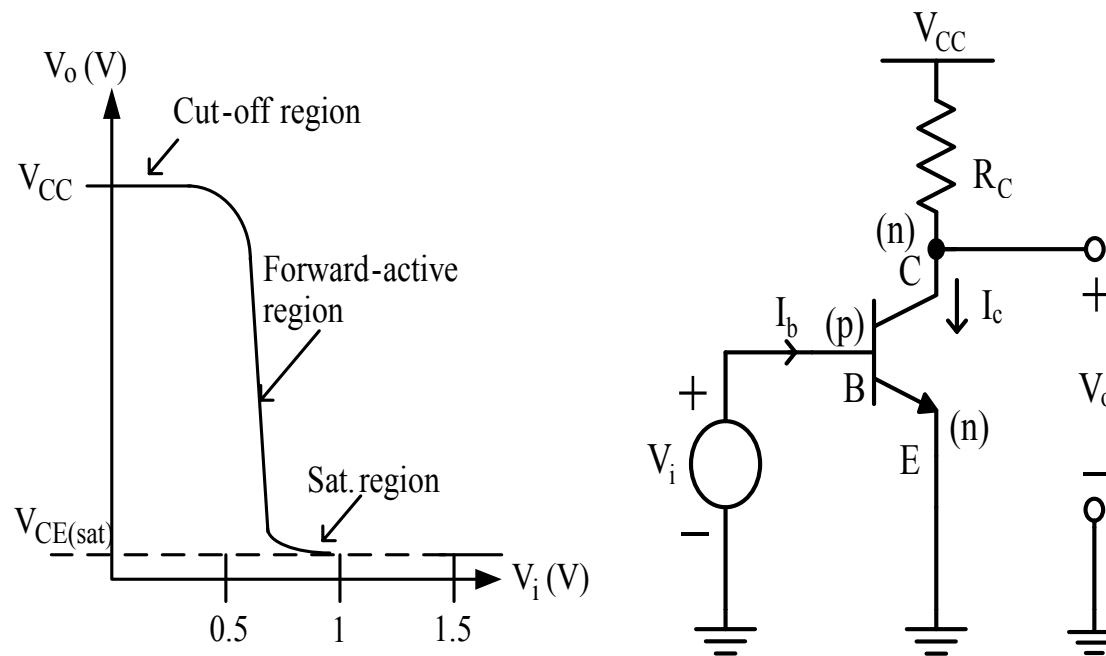 V_o (V)
Cut-off region
V_CC
Forward-active
region
Sat. region
V_CE(sat)
V_i (V)
0.5
1
1.5
V_CC
R_C
(n)
C
I_c
I_b
(p)
B
(n)
E
+
V_i
−
+
V_o
−